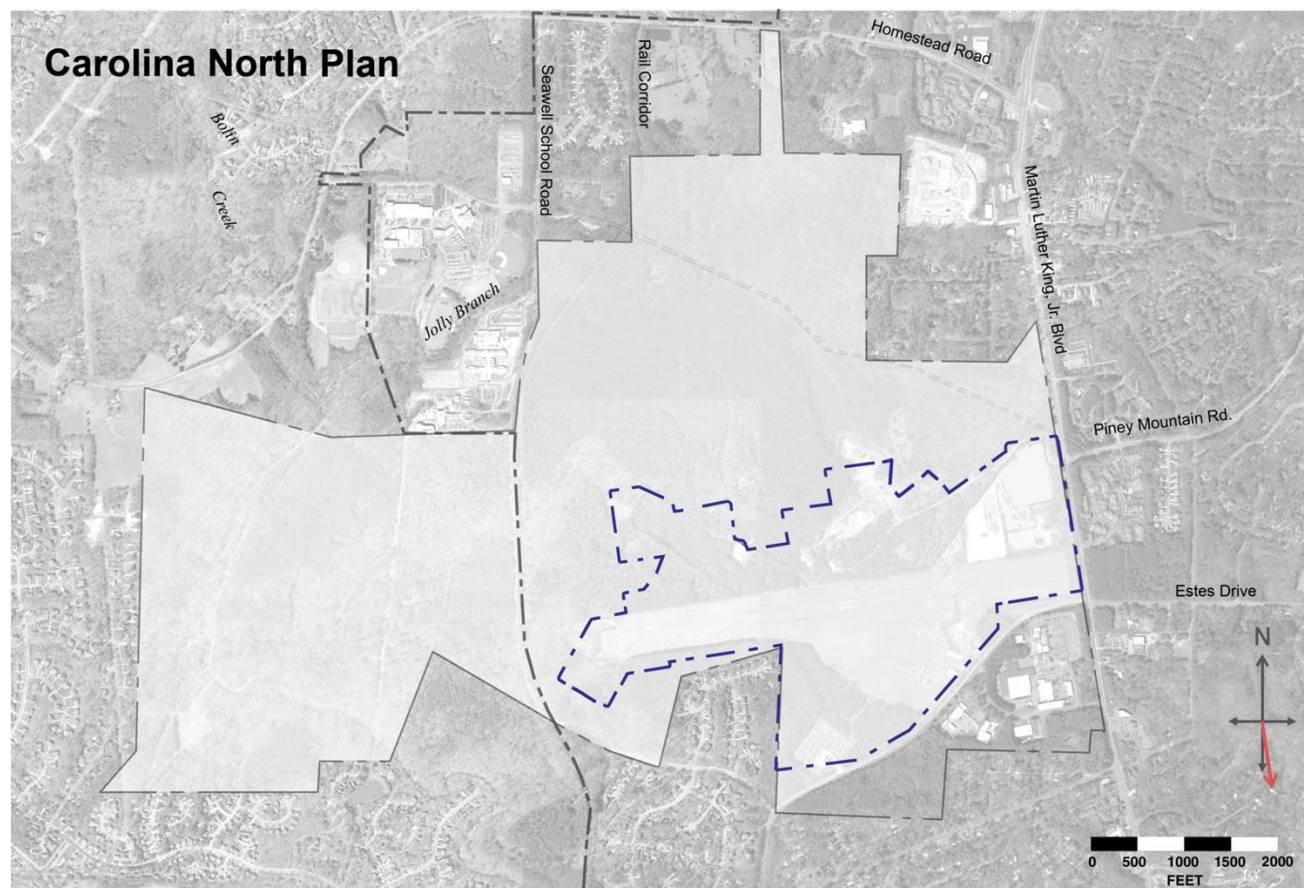 Carolina North Plan
Homestead Road
Rail Corridor
Seawell School Road
Bolin
Creek
Jolly Branch
Martin Luther King, Jr. Blvd
Piney Mountain Rd.
Estes Drive
N
0 500 1000 1500 2000
FEET